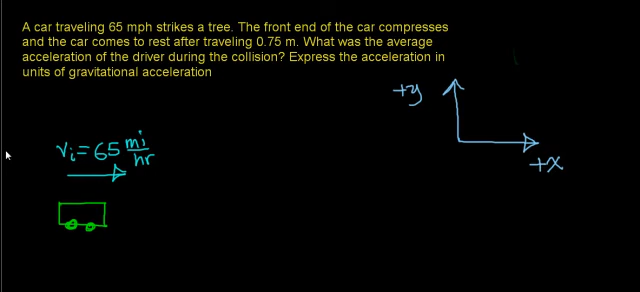 A car traveling 65 mph strikes a tree. The front end of the car compresses
and the car comes to rest after traveling 0.75 m. What was the average
acceleration of the driver during the collision? Express the acceleration in
units of gravitational acceleration
+y
Vi = 65 mi/hr
+x